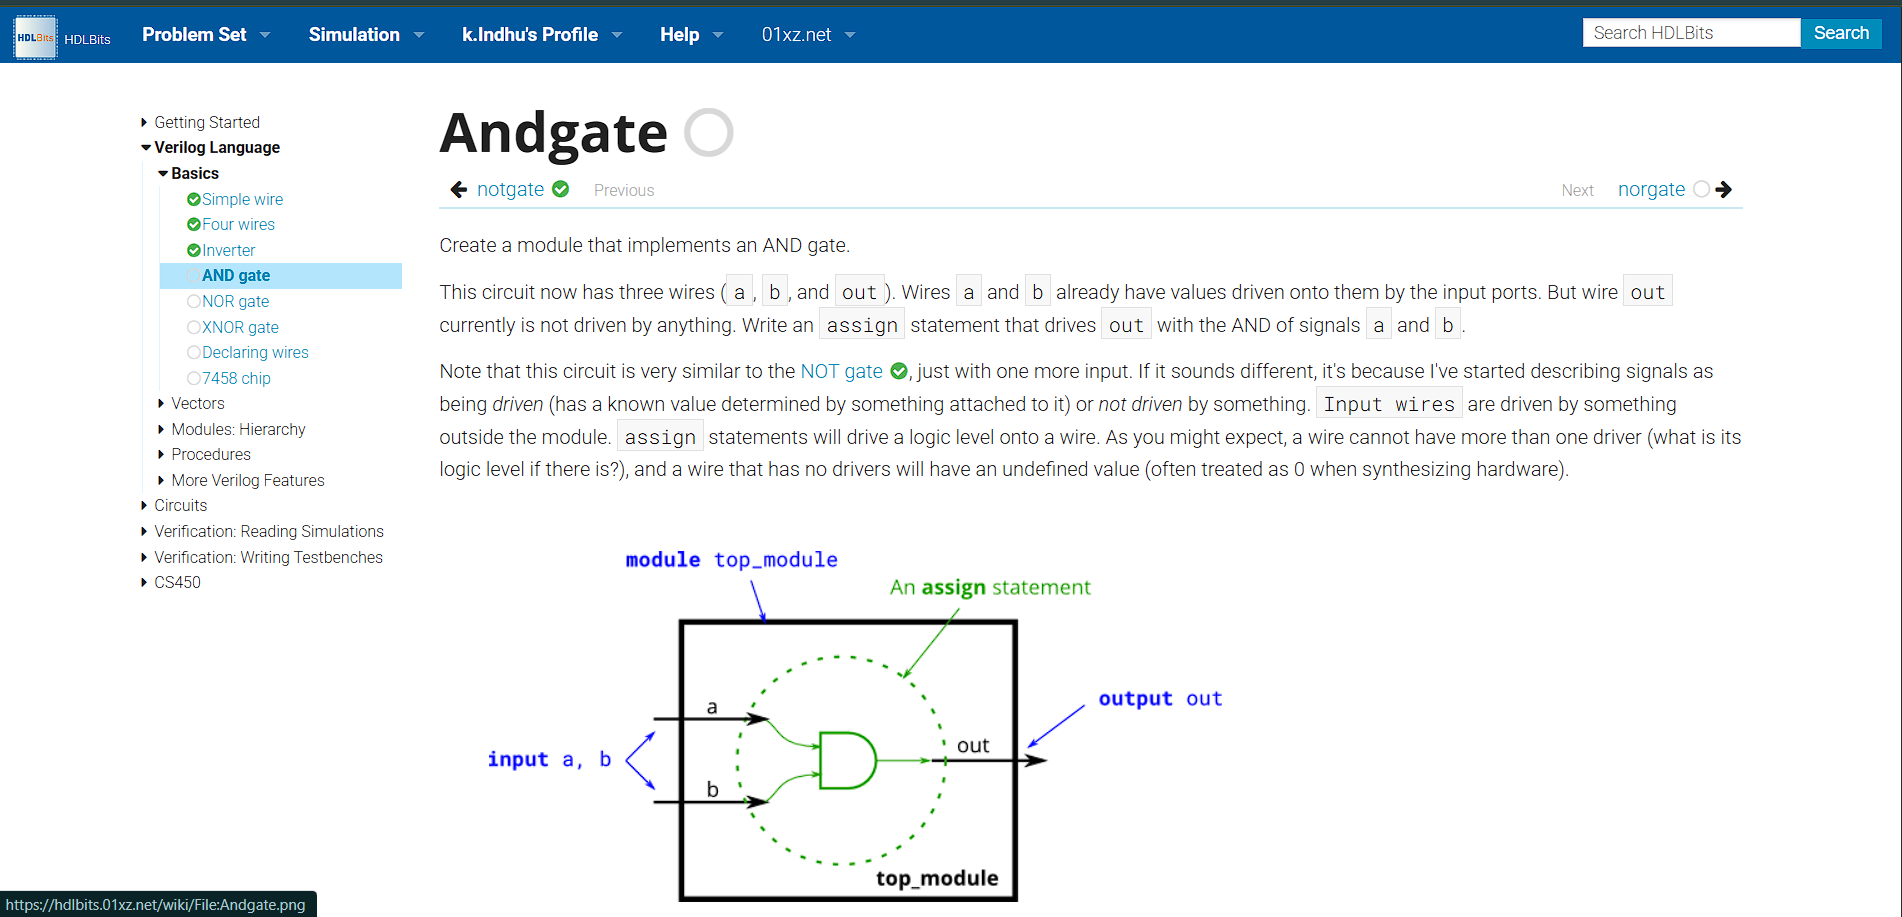 HDLBits HDLBits Problem Set Simulation k.Indhu's Profile Help 01xz.net Search HDLBits Search
Getting Started
Verilog Language
Basics
Simple wire
Four wires
Inverter
AND gate
NOR gate
XNOR gate
Declaring wires
7458 chip
Vectors
Modules: Hierarchy
Procedures
More Verilog Features
Circuits
Verification: Reading Simulations
Verification: Writing Testbenches
CS450
Andgate
notgate Previous Next norgate
Create a module that implements an AND gate.
This circuit now has three wires ( a , b , and out ). Wires a and b already have values driven onto them by the input ports. But wire out
currently is not driven by anything. Write an assign statement that drives out with the AND of signals a and b .
Note that this circuit is very similar to the NOT gate , just with one more input. If it sounds different, it's because I've started describing signals as
being driven (has a known value determined by something attached to it) or not driven by something. Input wires are driven by something
outside the module. assign statements will drive a logic level onto a wire. As you might expect, a wire cannot have more than one driver (what is its
logic level if there is?), and a wire that has no drivers will have an undefined value (often treated as 0 when synthesizing hardware).
module top_module
An assign statement
output out
a
out
input a, b
b
top_module
https://hdlbits.01xz.net/wiki/File:Andgate.png